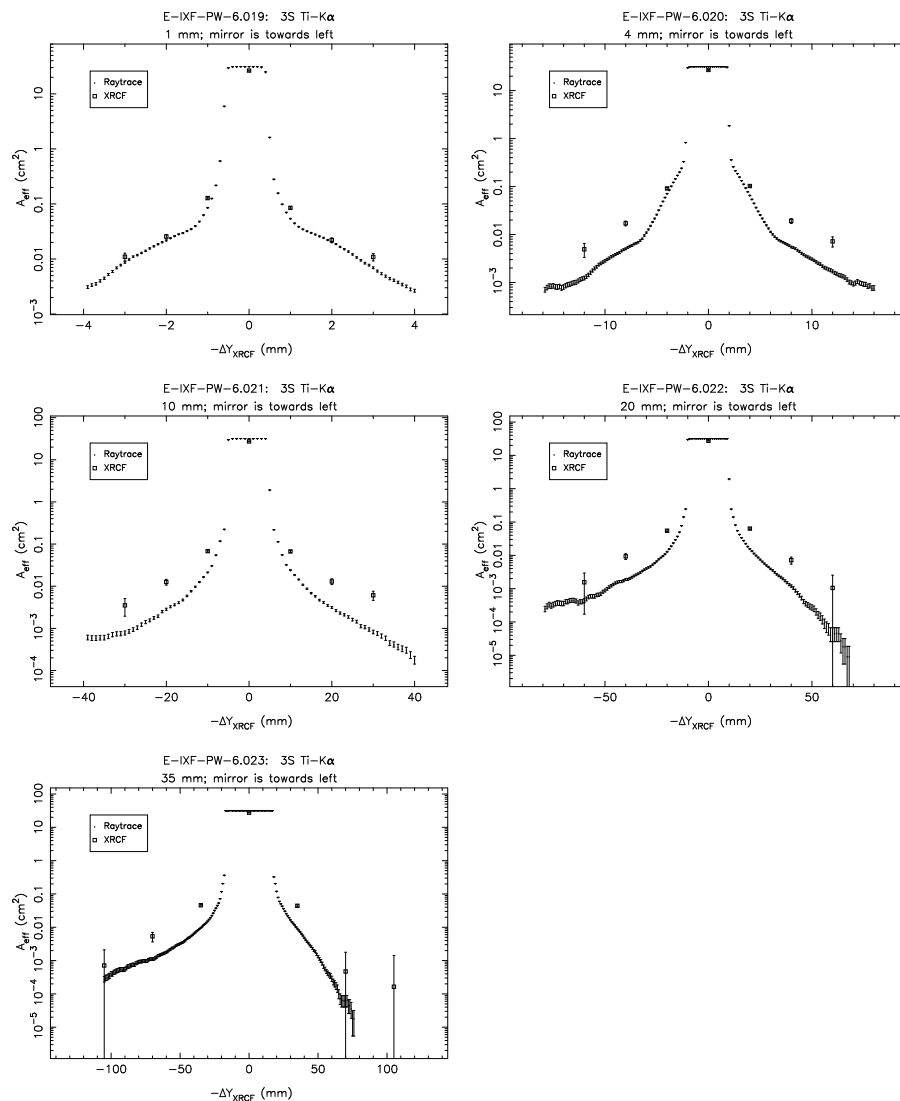 E-IXF-PW-6.019: 3S Ti-Kα
1 mm; mirror is towards left
Raytrace
XRCF
A_eff (cm²)
10
1
0.1
0.01
10⁻³
−4 −2 0 2 4
−ΔY_XRCF (mm)
E-IXF-PW-6.020: 3S Ti-Kα
4 mm; mirror is towards left
Raytrace
XRCF
A_eff (cm²)
10
1
0.1
0.01
10⁻³
−10 0 10
−ΔY_XRCF (mm)
E-IXF-PW-6.021: 3S Ti-Kα
10 mm; mirror is towards left
Raytrace
XRCF
A_eff (cm²)
100
10
1
0.1
0.01
10⁻³
10⁻⁴
−40 −20 0 20 40
−ΔY_XRCF (mm)
E-IXF-PW-6.022: 3S Ti-Kα
20 mm; mirror is towards left
Raytrace
XRCF
A_eff (cm²)
100
10
1
0.1
0.01
10⁻³
10⁻⁴
10⁻⁵
−50 0 50
−ΔY_XRCF (mm)
E-IXF-PW-6.023: 3S Ti-Kα
35 mm; mirror is towards left
Raytrace
XRCF
A_eff (cm²)
100
10
1
0.1
0.01
10⁻³
10⁻⁴
10⁻⁵
−100 −50 0 50 100
−ΔY_XRCF (mm)